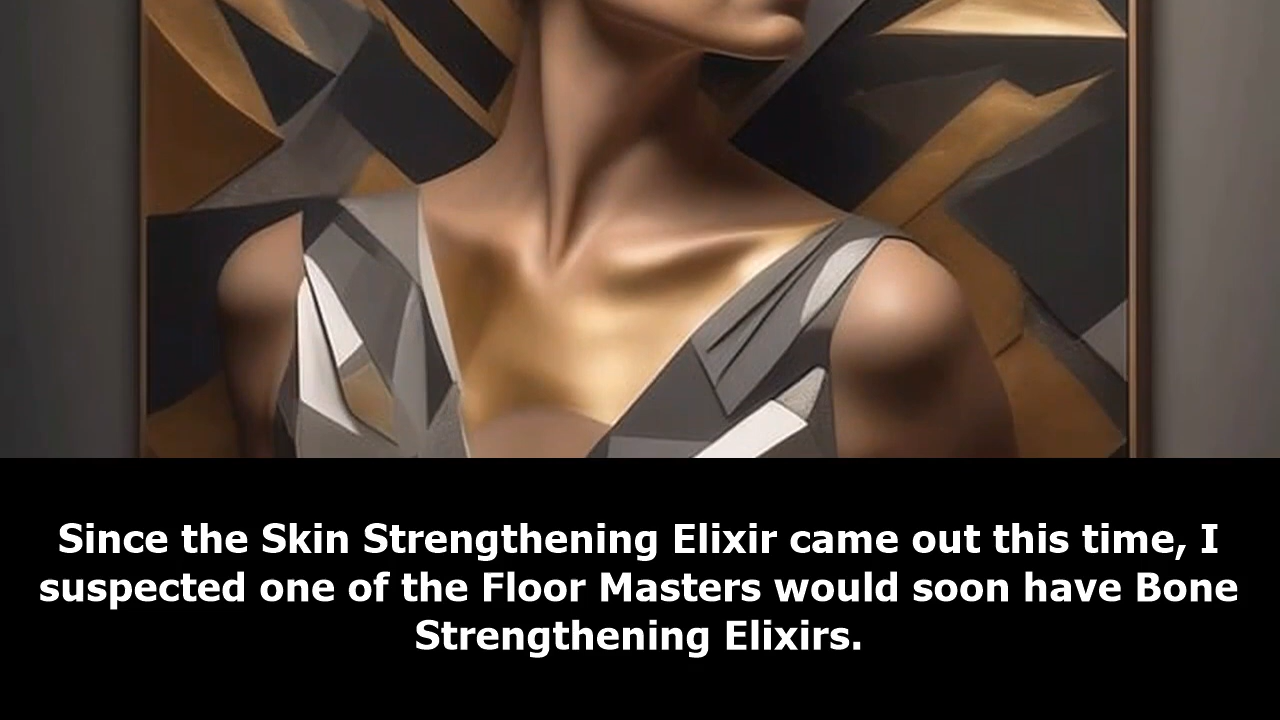 Since the Skin Strengthening Elixir came out this time, I
suspected one of the Floor Masters would soon have Bone
Strengthening Elixirs.